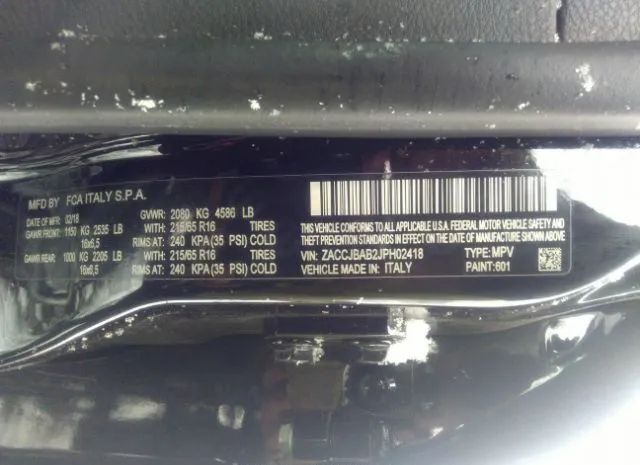 MFD BY FCA ITALY S.P.A.
DATE OF MFD: 02/18 GVWR: 2080 KG 4586 LB
GAWR FRONT: 1150 KG 2535 LB WITH 215/65 R16 TIRES
16x6,5 RIMS AT: 240 KPA (35 PSI) COLD
GAWR REAR: 1000 KG 2205 LB WITH 215/65 R16 TIRES
16x6,5 RIMS AT: 240 KPA (35 PSI) COLD
THIS VEHICLE CONFORMS TO ALL APPLICABLE U.S.A. FEDERAL MOTOR VEHICLE SAFETY
AND THEFT PREVENTION STANDARDS IN EFFECT ON THE DATE OF MANUFACTURE SHOWN ABOVE
VIN: ZACCJBAB2JPH02418 TYPE: MPV
VEHICLE MADE IN: ITALY PAINT: 601